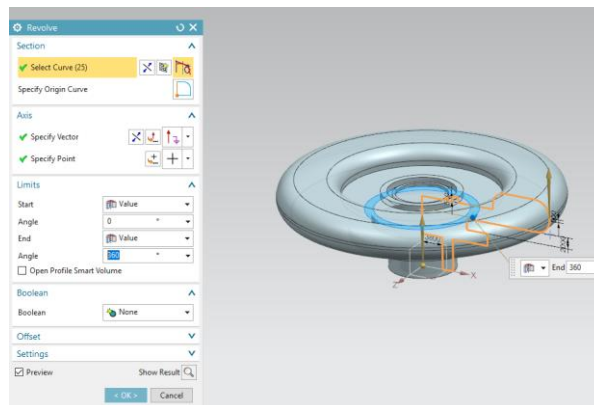 Revolve
Section
Select Curve (25)
Specify Origin Curve
Axis
Specify Vector
Specify Point
Limits
Start
Value
Angle
0 °
End
Value
Angle
360 °
Open Profile Smart Volume
Boolean
Boolean
None
Offset
Settings
Preview
Show Result
< OK >
Cancel
X
Z
End 360